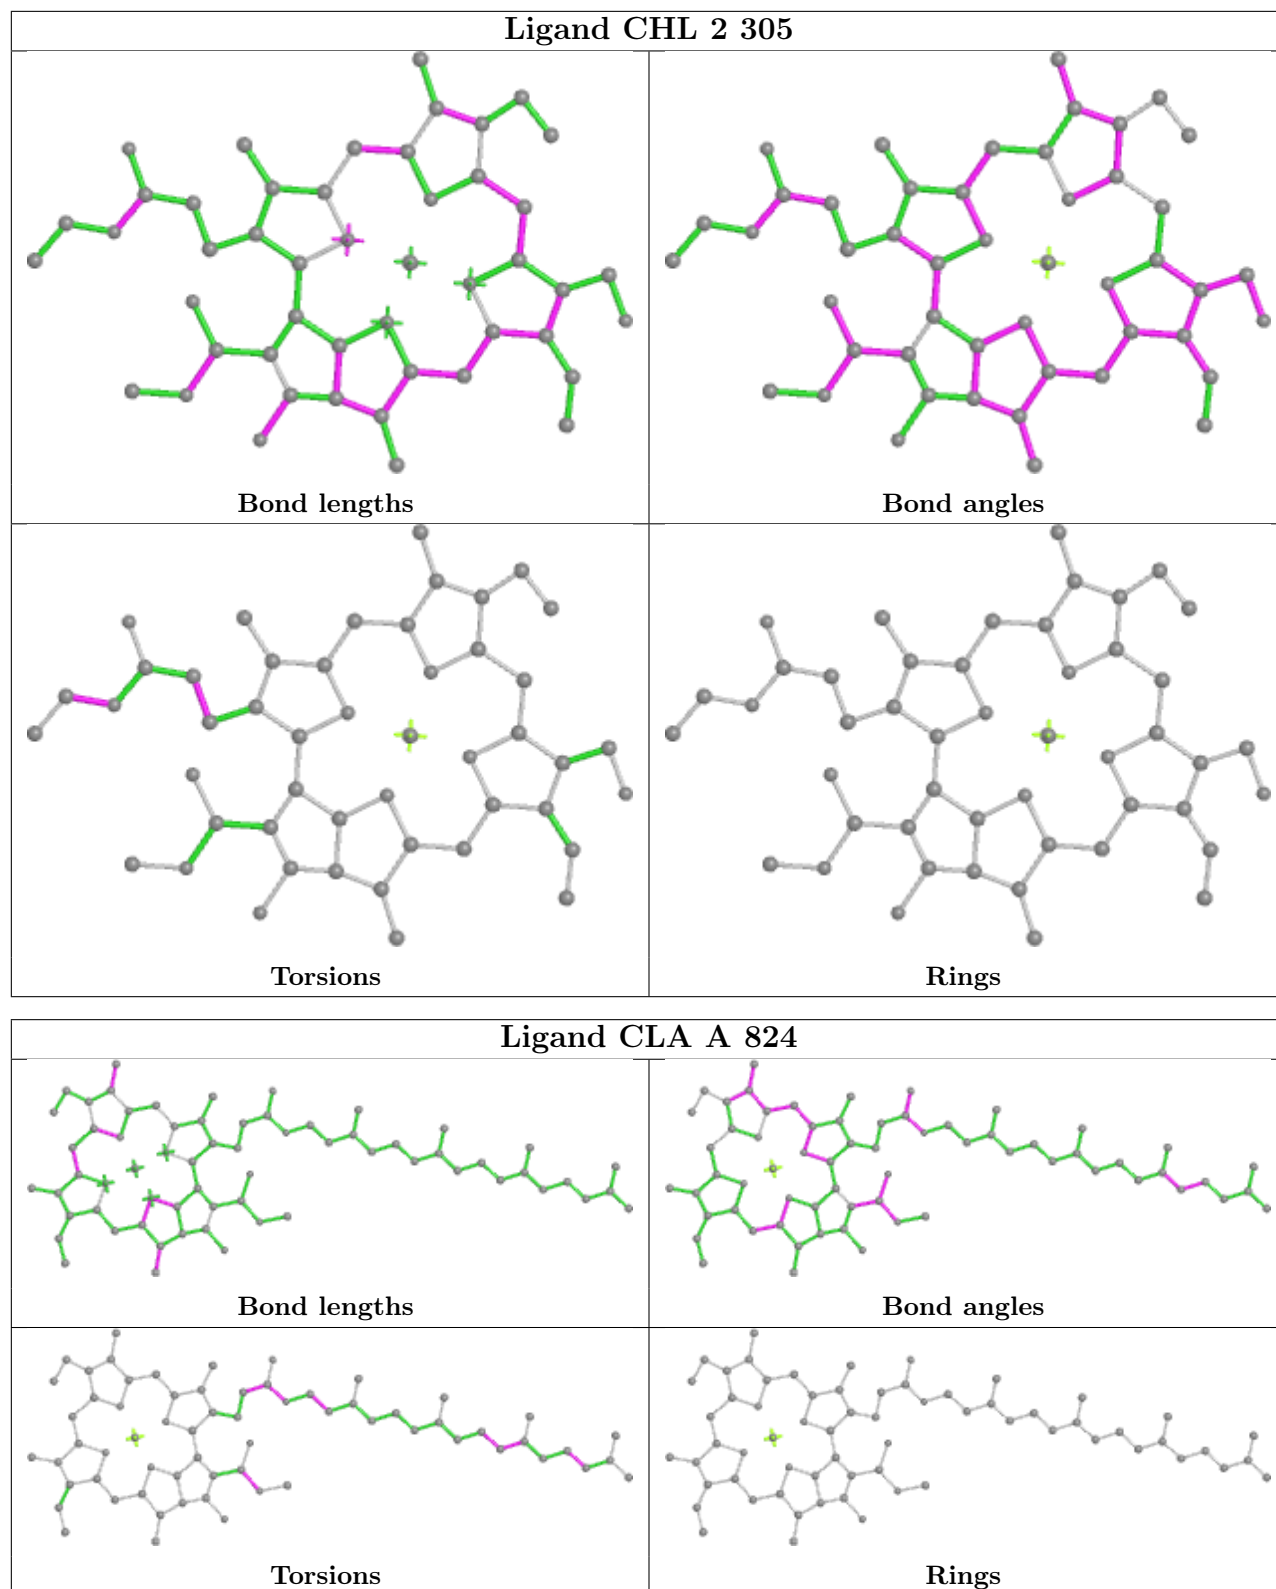 Ligand CHL 2 305
Bond lengths
Bond angles
Torsions
Rings
Ligand CLA A 824
Bond lengths
Bond angles
Torsions
Rings